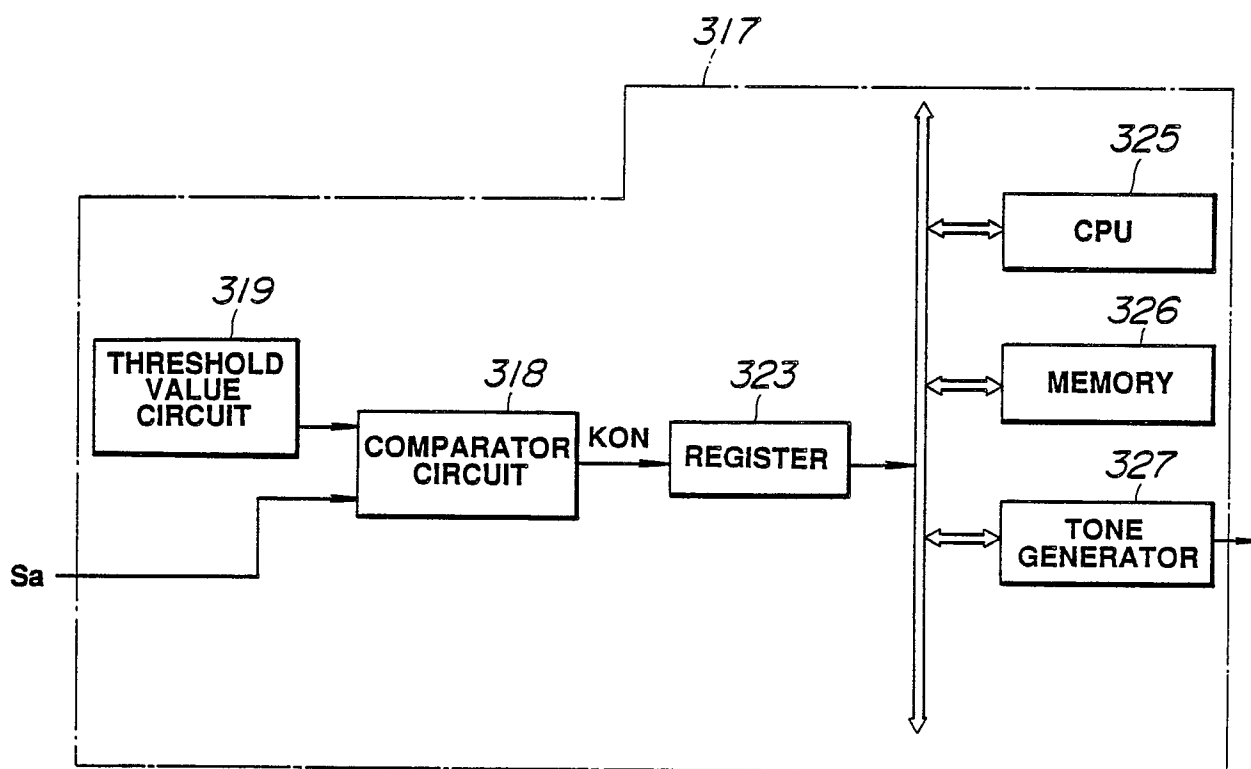 317
325
CPU
319
THRESHOLD
VALUE
CIRCUIT
326
MEMORY
318
COMPARATOR
CIRCUIT
KON
323
REGISTER
327
TONE
GENERATOR
Sa